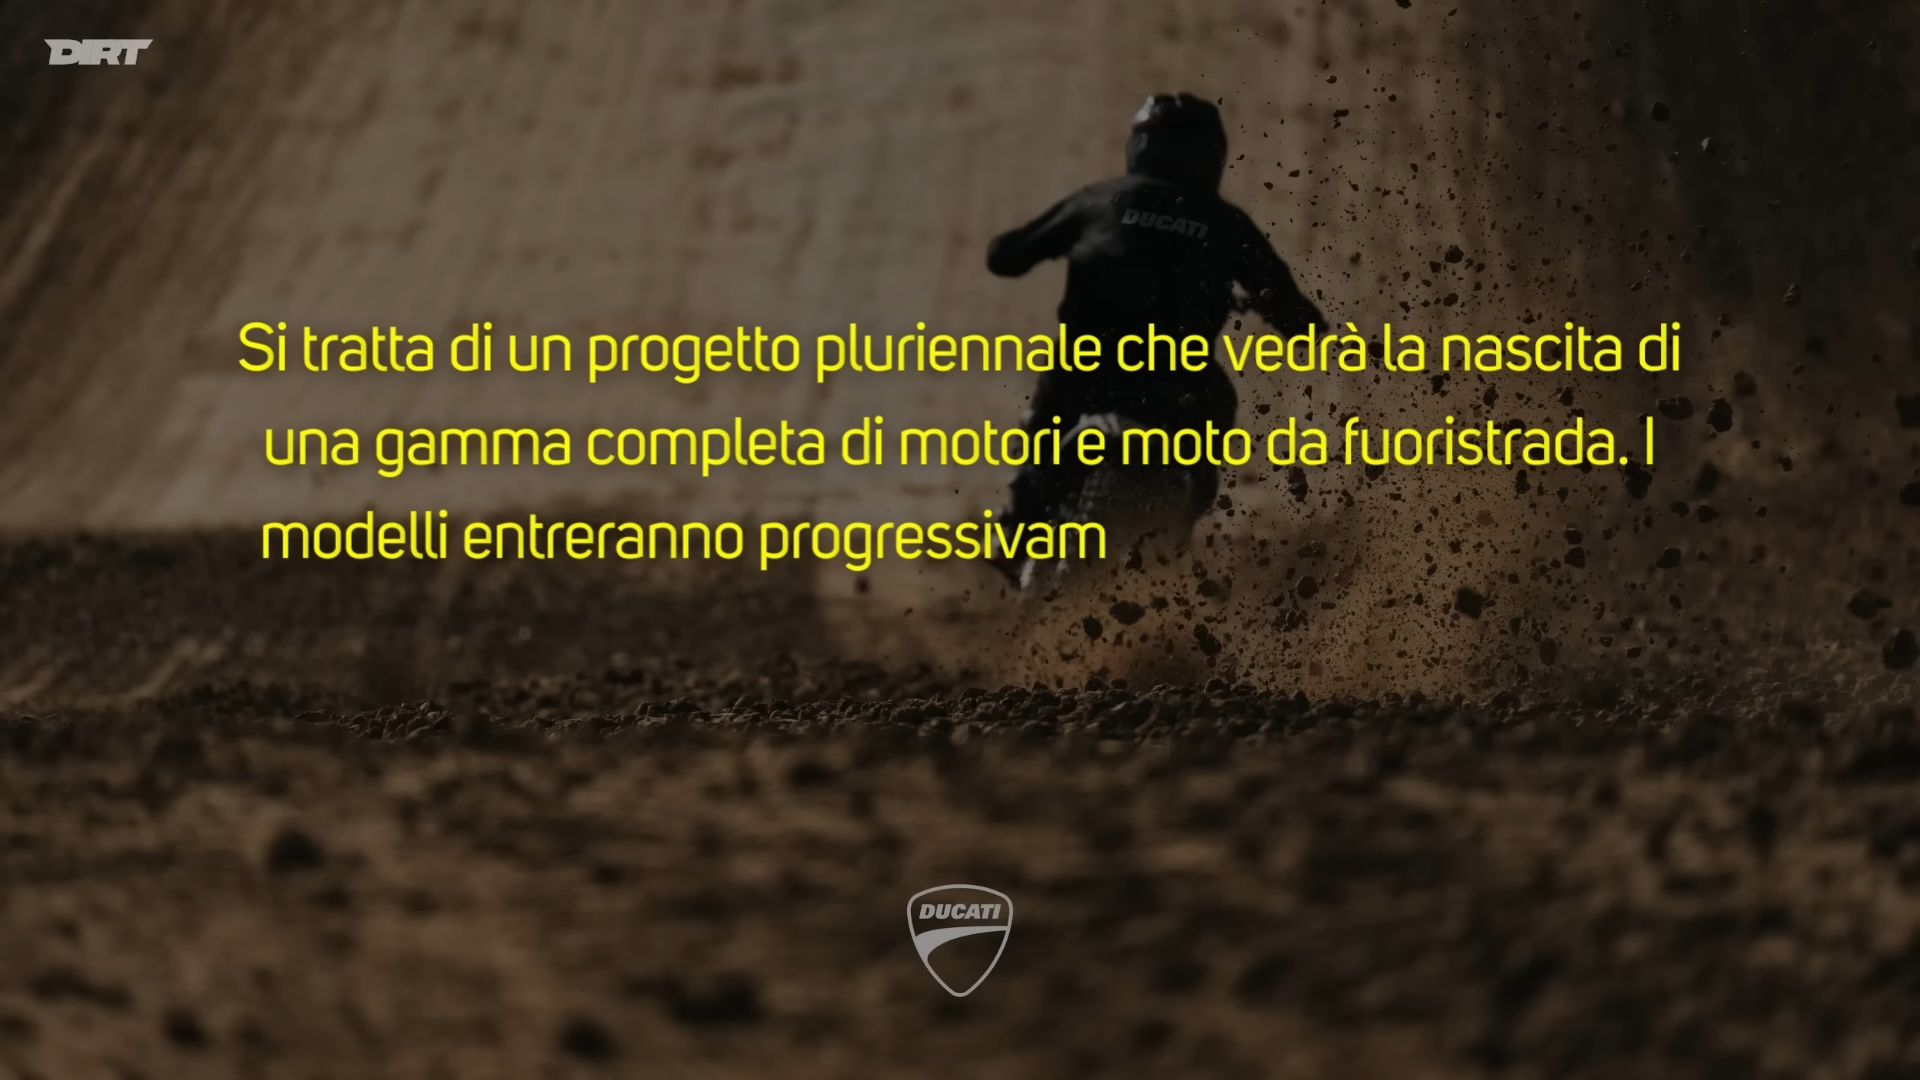 DIRT
DUCATI
Si tratta di un progetto pluriennale che vedrà la nascita di
una gamma completa di motori e moto da fuoristrada. I
modelli entreranno progressivam
DUCATI